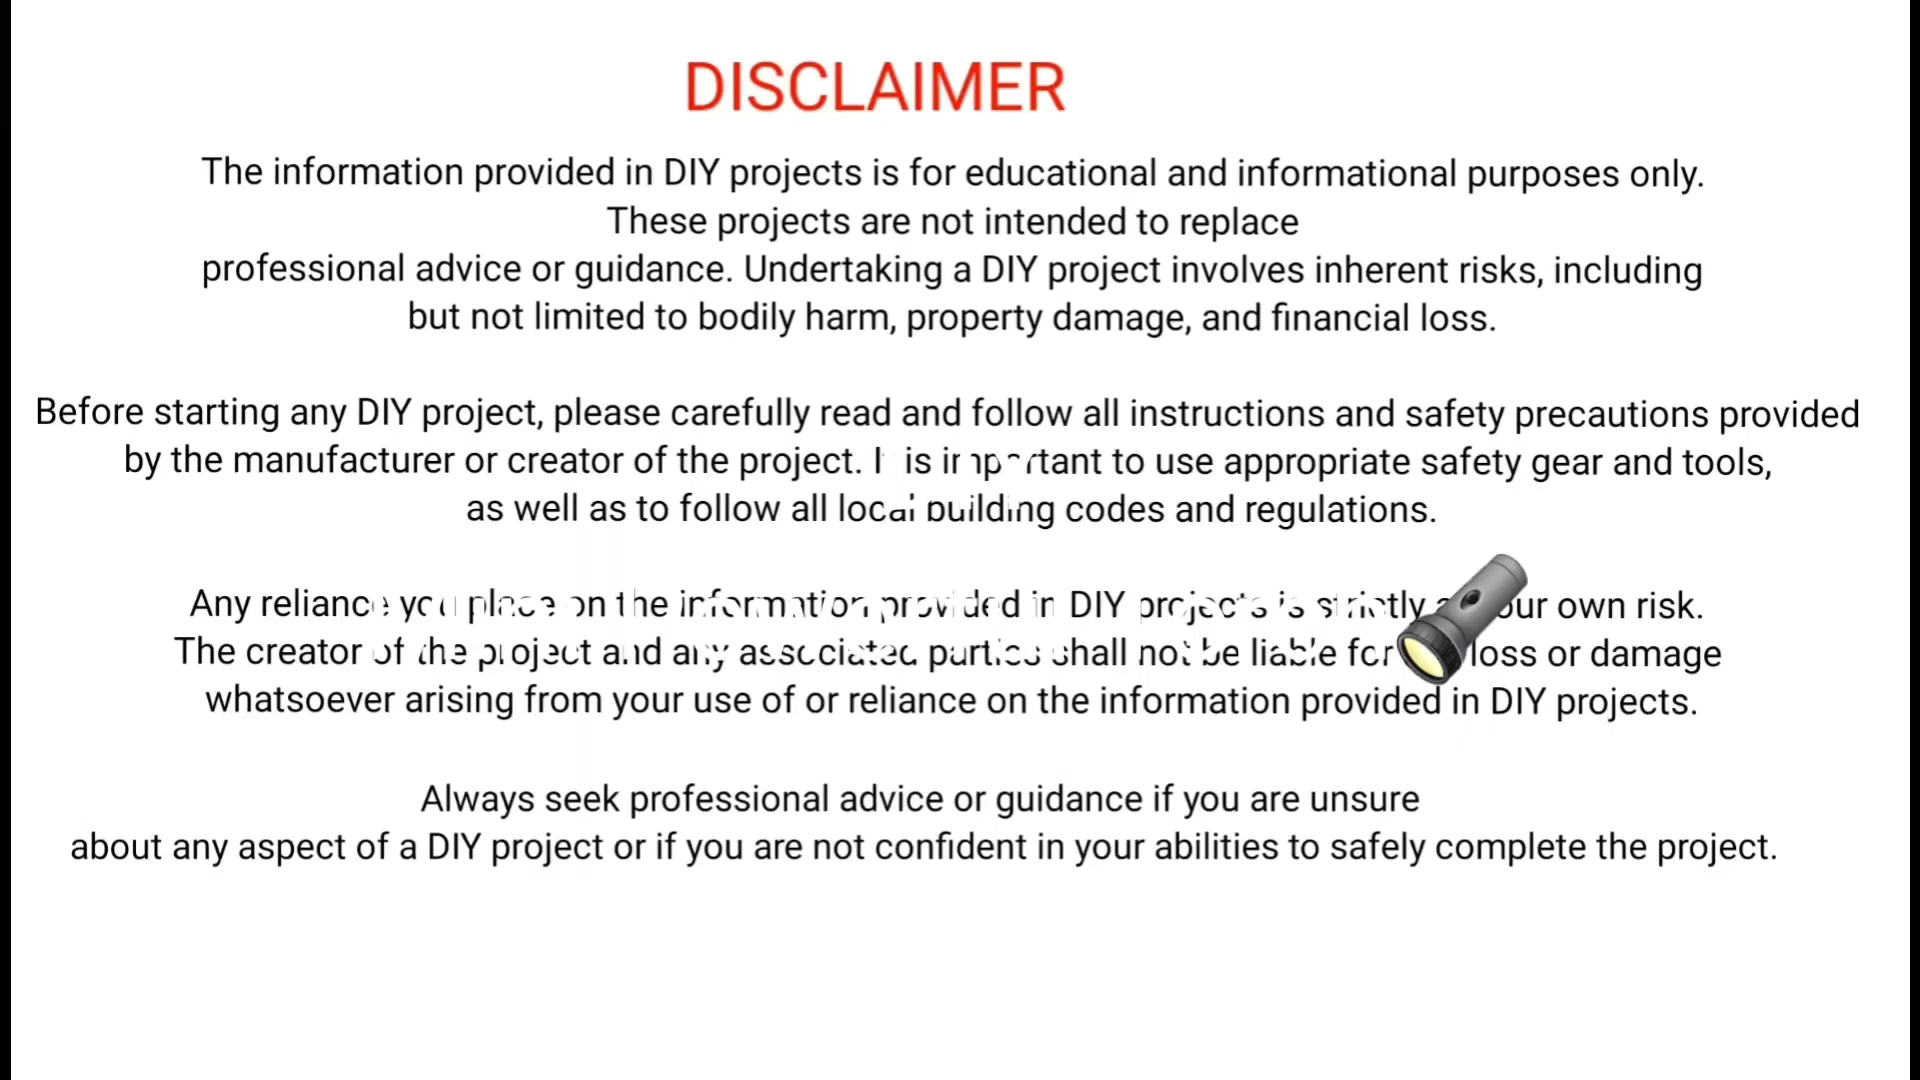 DISCLAIMER
The information provided in DIY projects is for educational and informational purposes only.
These projects are not intended to replace
professional advice or guidance. Undertaking a DIY project involves inherent risks, including
but not limited to bodily harm, property damage, and financial loss.
Before starting any DIY project, please carefully read and follow all instructions and safety precautions provided
by the manufacturer or creator of the project. It is important to use appropriate safety gear and tools,
as well as to follow all local building codes and regulations.
Any reliance you place on the information provided in DIY projects is strictly our own risk.
The creator of the project and any associated parties shall not be liable for loss or damage
whatsoever arising from your use of or reliance on the information provided in DIY projects.
Always seek professional advice or guidance if you are unsure
about any aspect of a DIY project or if you are not confident in your abilities to safely complete the project.